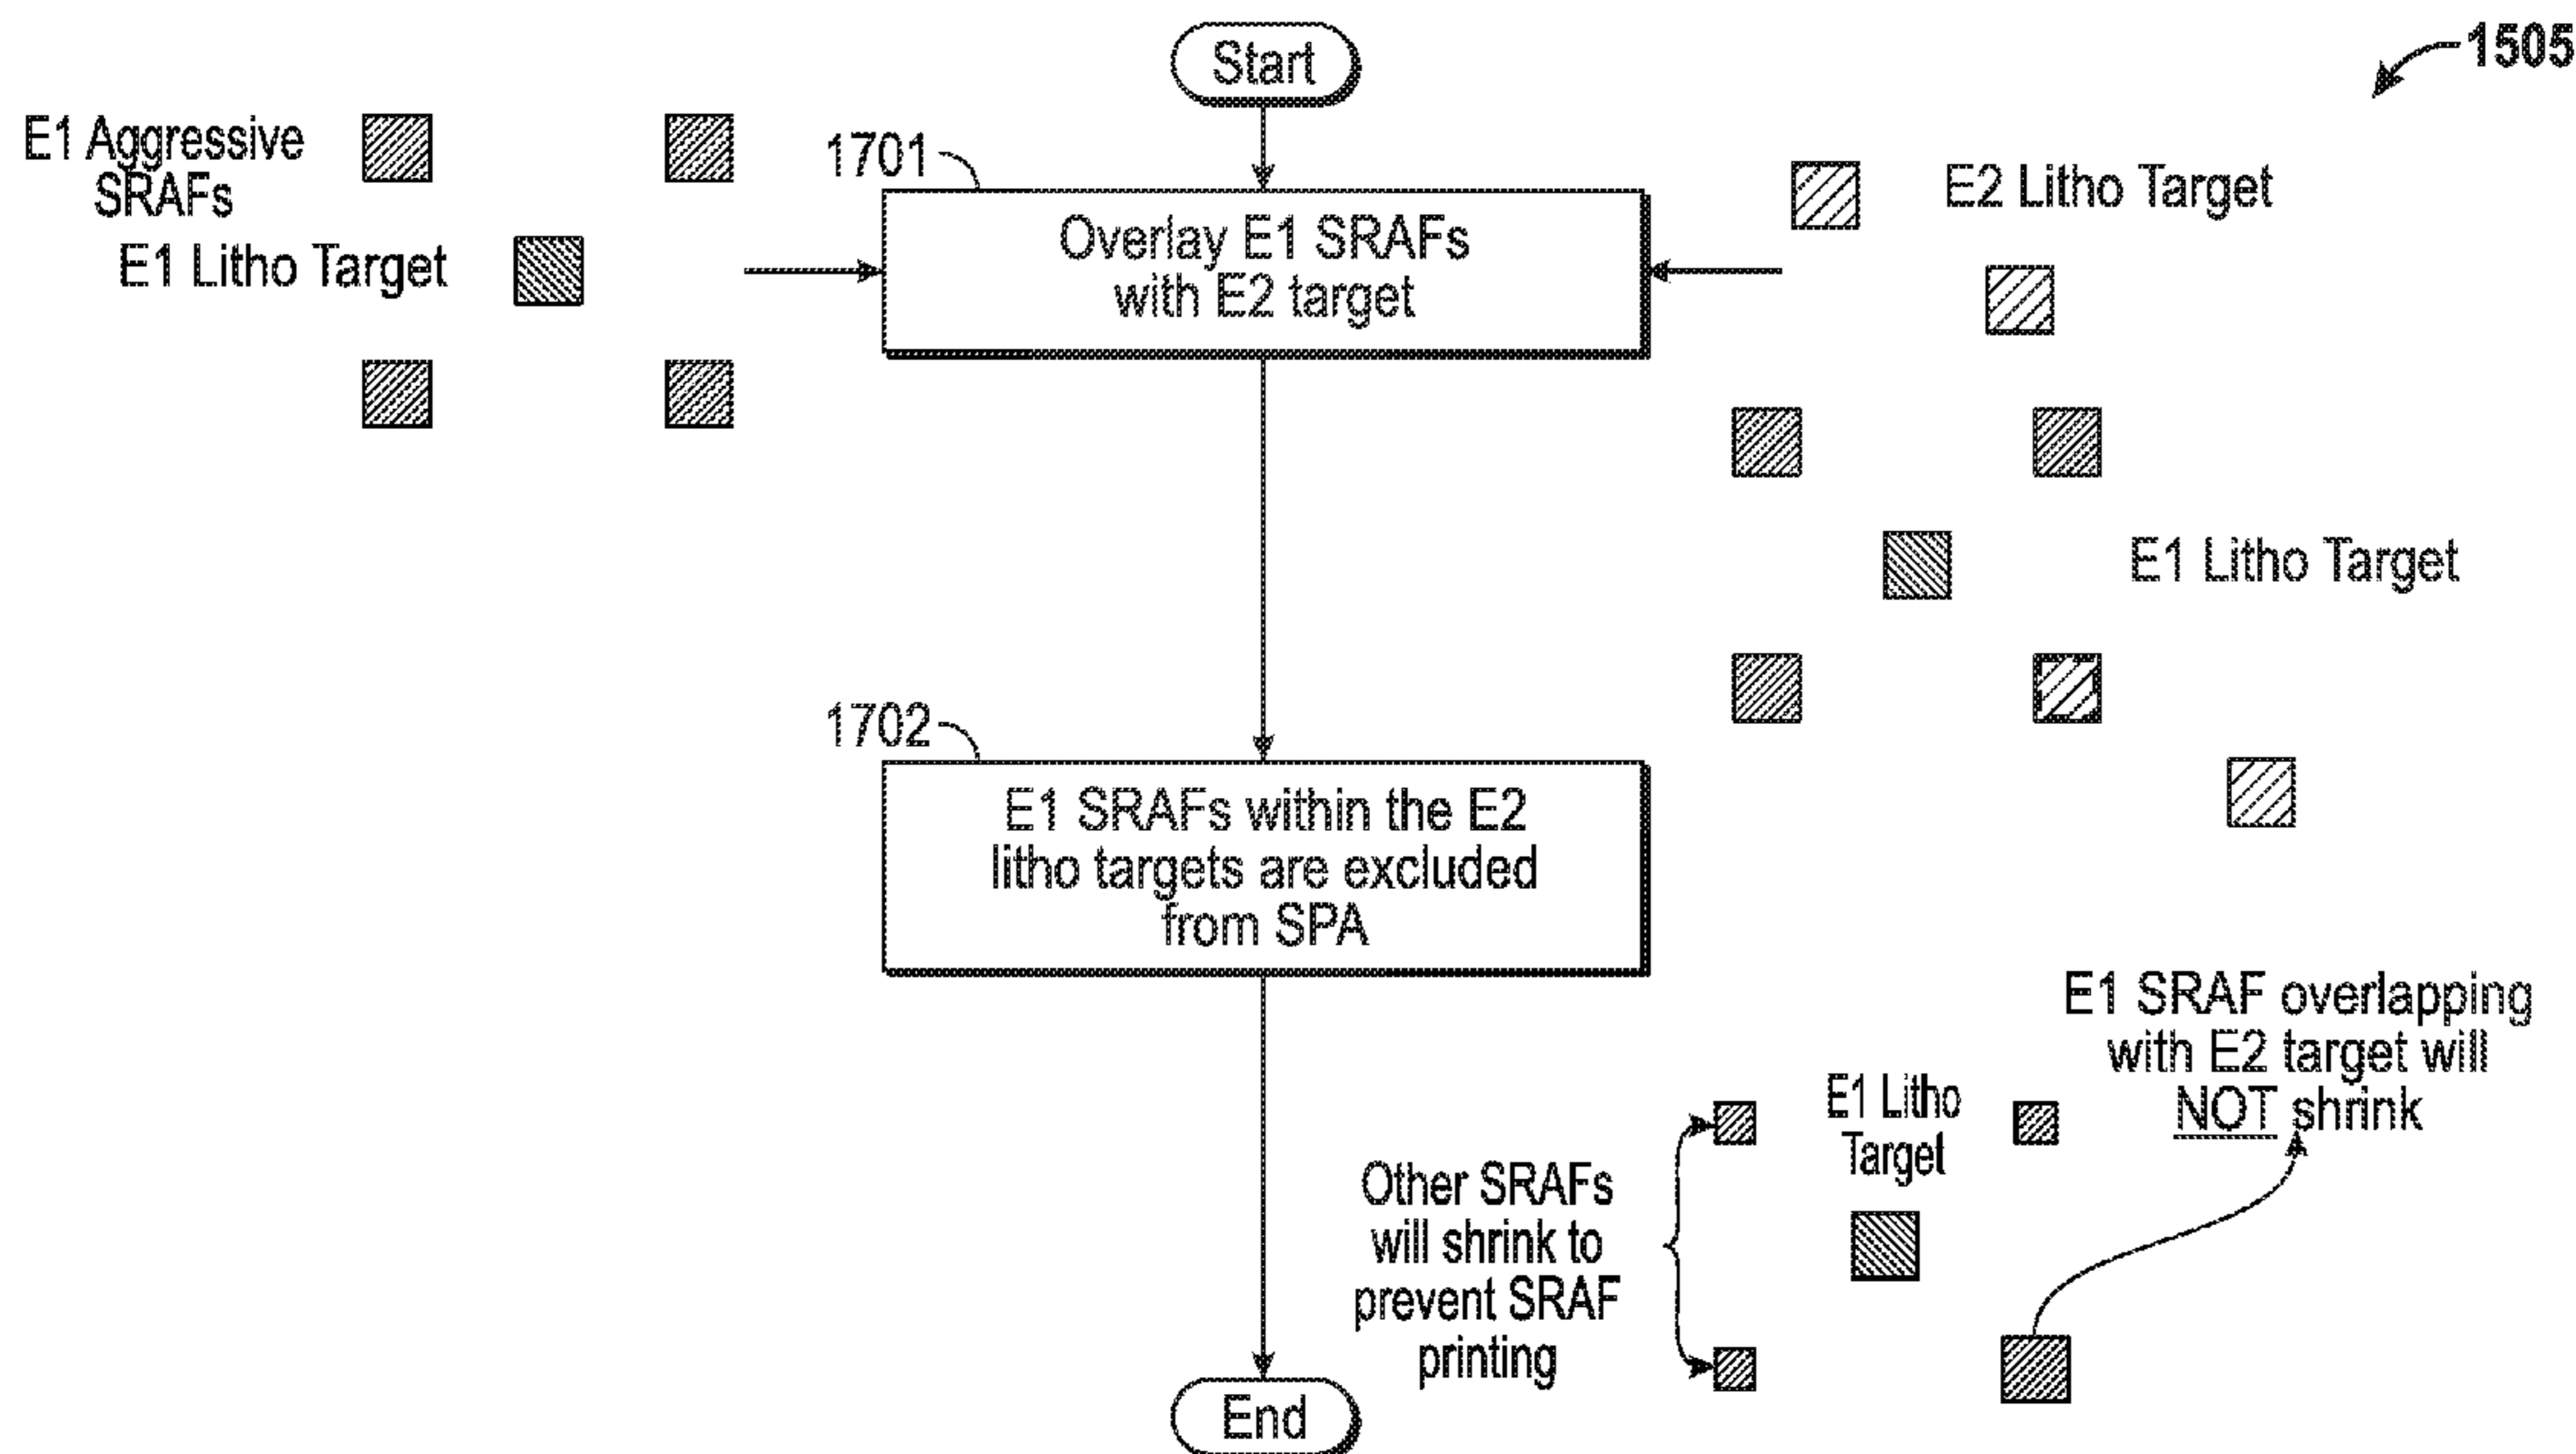 Start
1505
E1 Aggressive
SRAFs
E1 Litho Target
1701
Overlay E1 SRAFs
with E2 target
E2 Litho Target
E1 Litho Target
1702
E1 SRAFs within the E2
litho targets are excluded
from SPA
E1 SRAF overlapping
with E2 target will
NOT shrink
E1 Litho
Target
Other SRAFs
will shrink to
prevent SRAF
printing
End